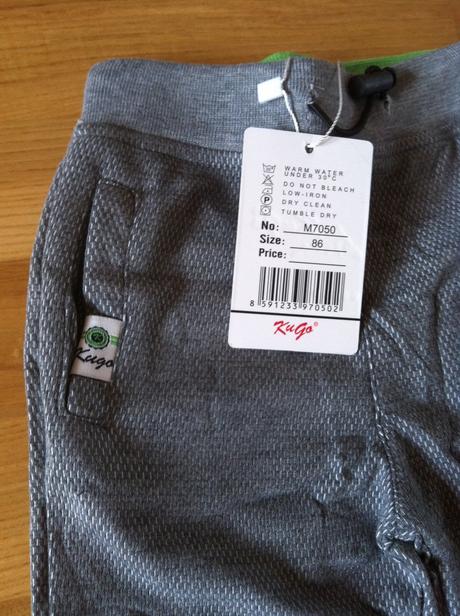 WARM WATER
UNDER 30°C
DO NOT BLEACH
LOW-IRON
DRY CLEAN
TUMBLE DRY
No: M7050
Size: 86
Price:
8 591233 970502
KuGo®
Kugo